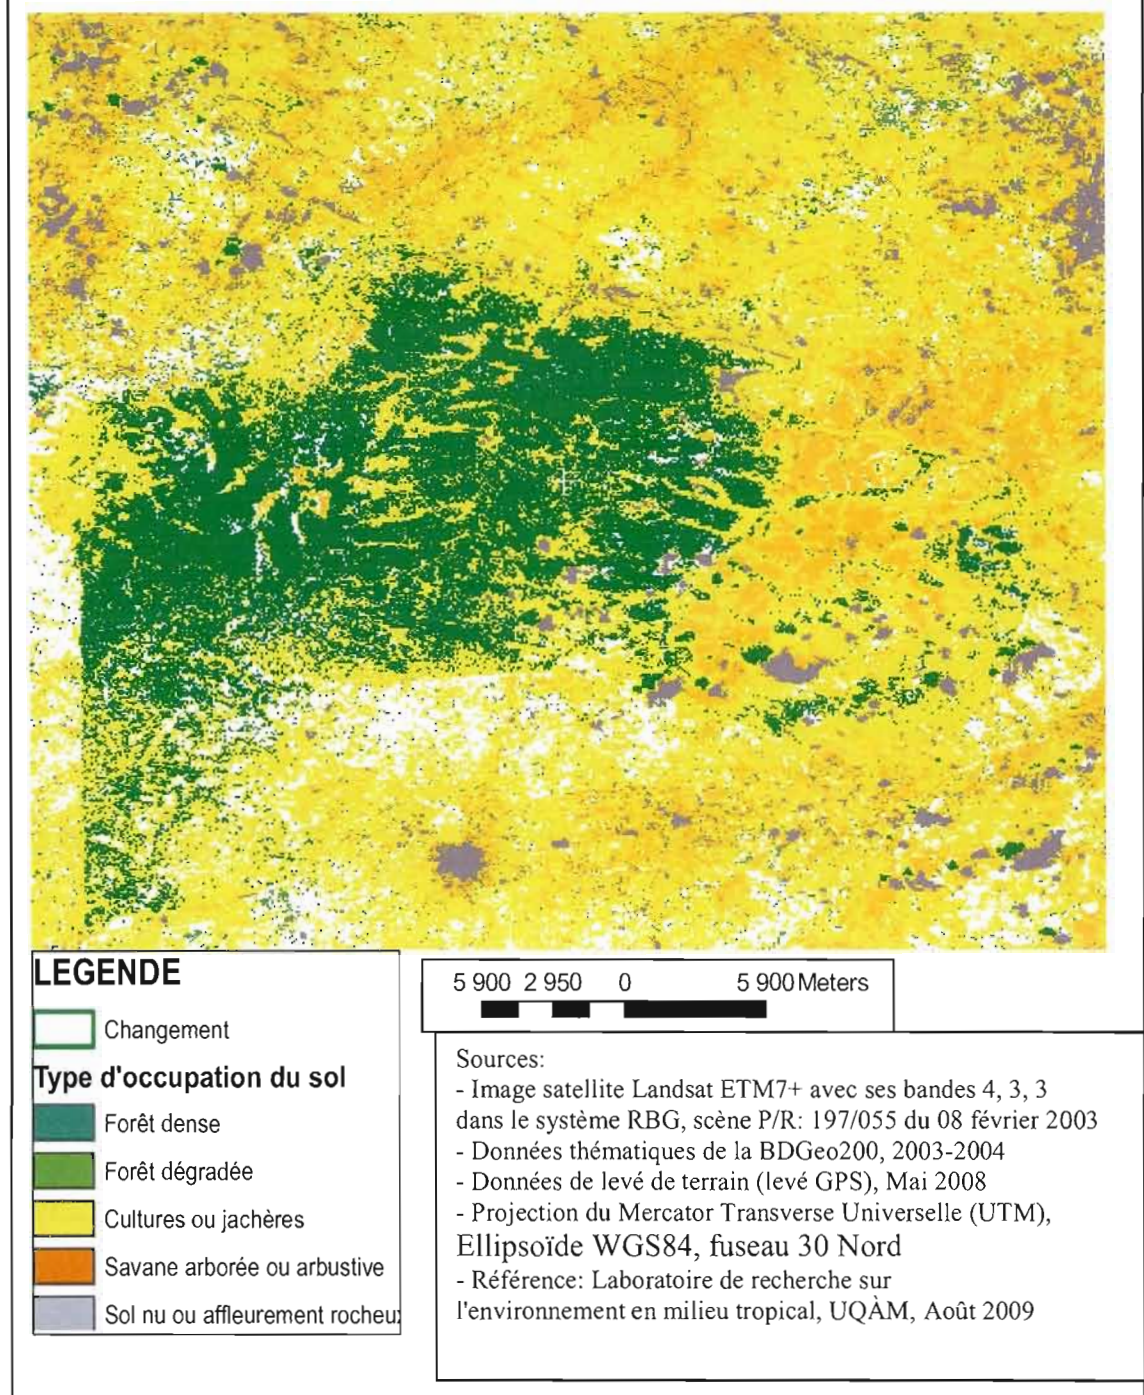 LEGENDE
Changement
Type d'occupation du sol
Forêt dense
Forêt dégradée
Cultures ou jachères
Savane arborée ou arbustive
Sol nu ou affleurement rocheux
5 900 2 950 0 5 900 Meters
Sources:
- Image satellite Landsat ETM7+ avec ses bandes 4, 3, 3
dans le système RBG, scène P/R: 197/055 du 08 février 2003
- Données thématiques de la BDGeo200, 2003-2004
- Données de levé de terrain (levé GPS), Mai 2008
- Projection du Mercator Transverse Universelle (UTM),
Ellipsoïde WGS84, fuseau 30 Nord
- Référence: Laboratoire de recherche sur
l'environnement en milieu tropical, UQÀM, Août 2009